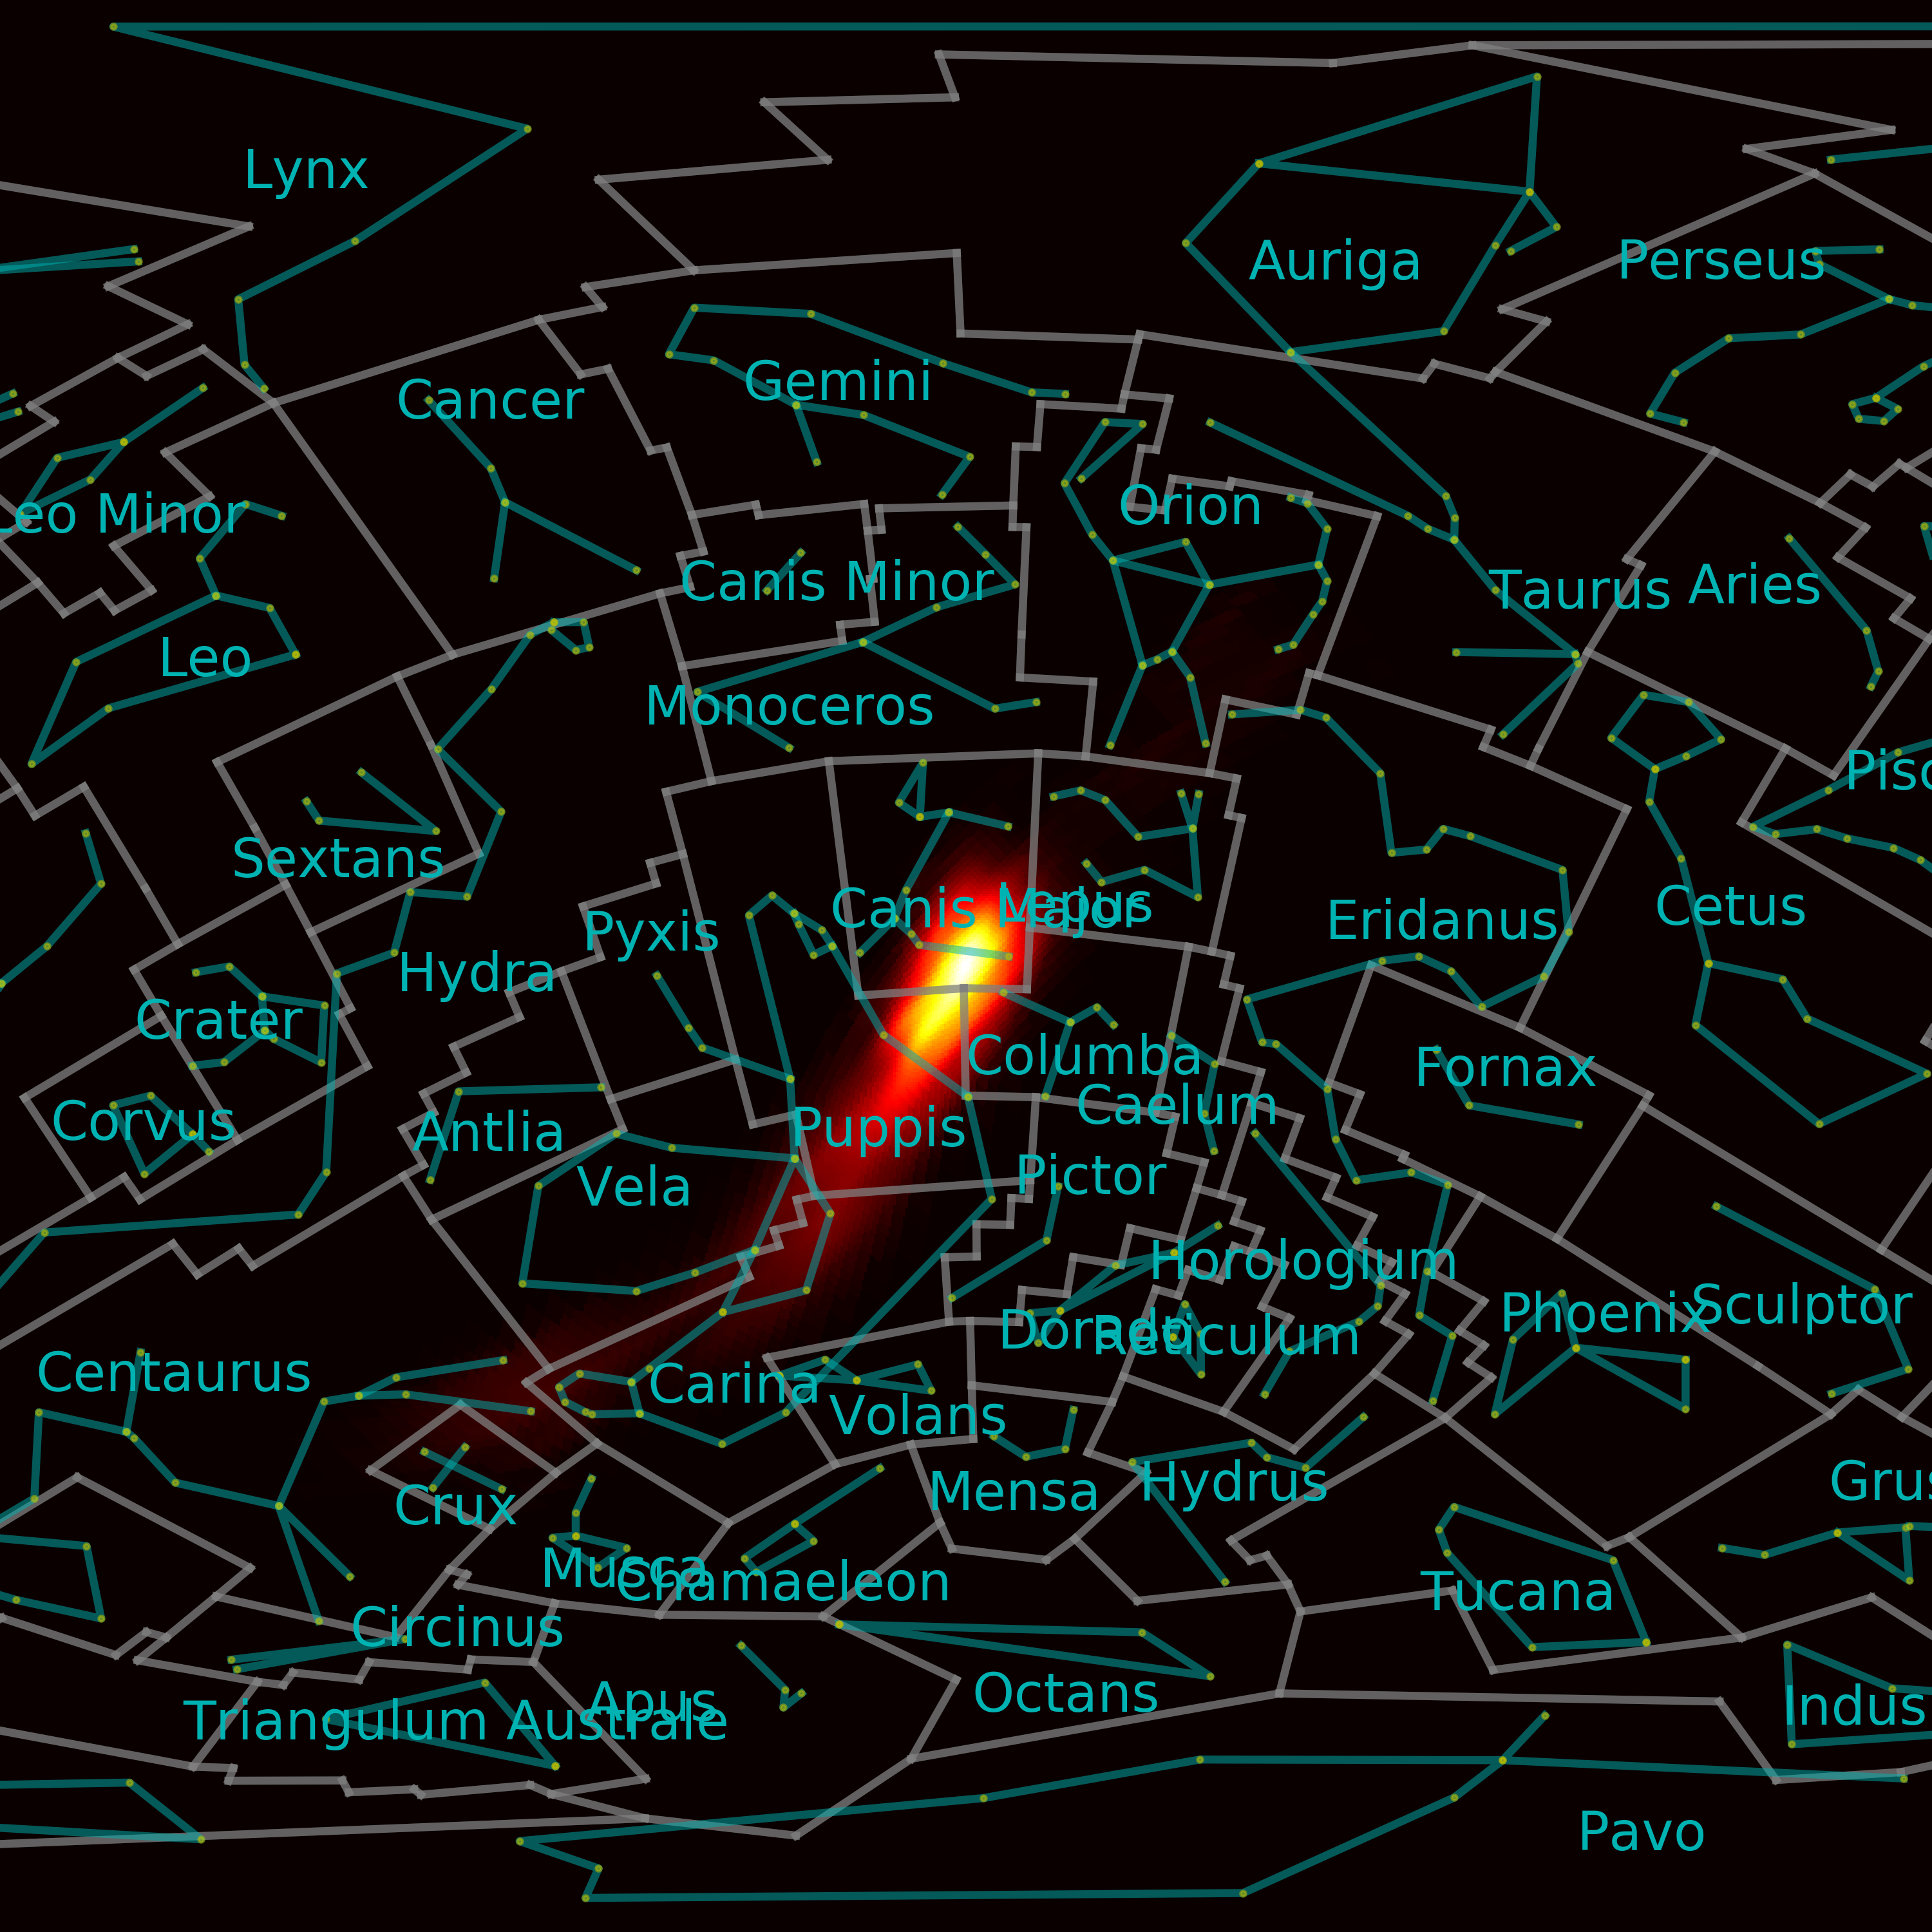 Lynx
Auriga
Perseus
Gemini
Cancer
Orion
Leo Minor
Canis Minor
Taurus
Aries
Leo
Monoceros
Pisc
Sextans
Canis Major
Lepus
Pyxis
Eridanus
Cetus
Hydra
Crater
Columba
Fornax
Corvus
Antlia
Caelum
Puppis
Vela
Pictor
Horologium
Phoenix
Sculptor
Centaurus
Dorado
Reticulum
Carina
Volans
Crux
Mensa
Hydrus
Grus
Musca
Chamaeleon
Tucana
Circinus
Octans
Apus
Triangulum Australe
Indus
Pavo